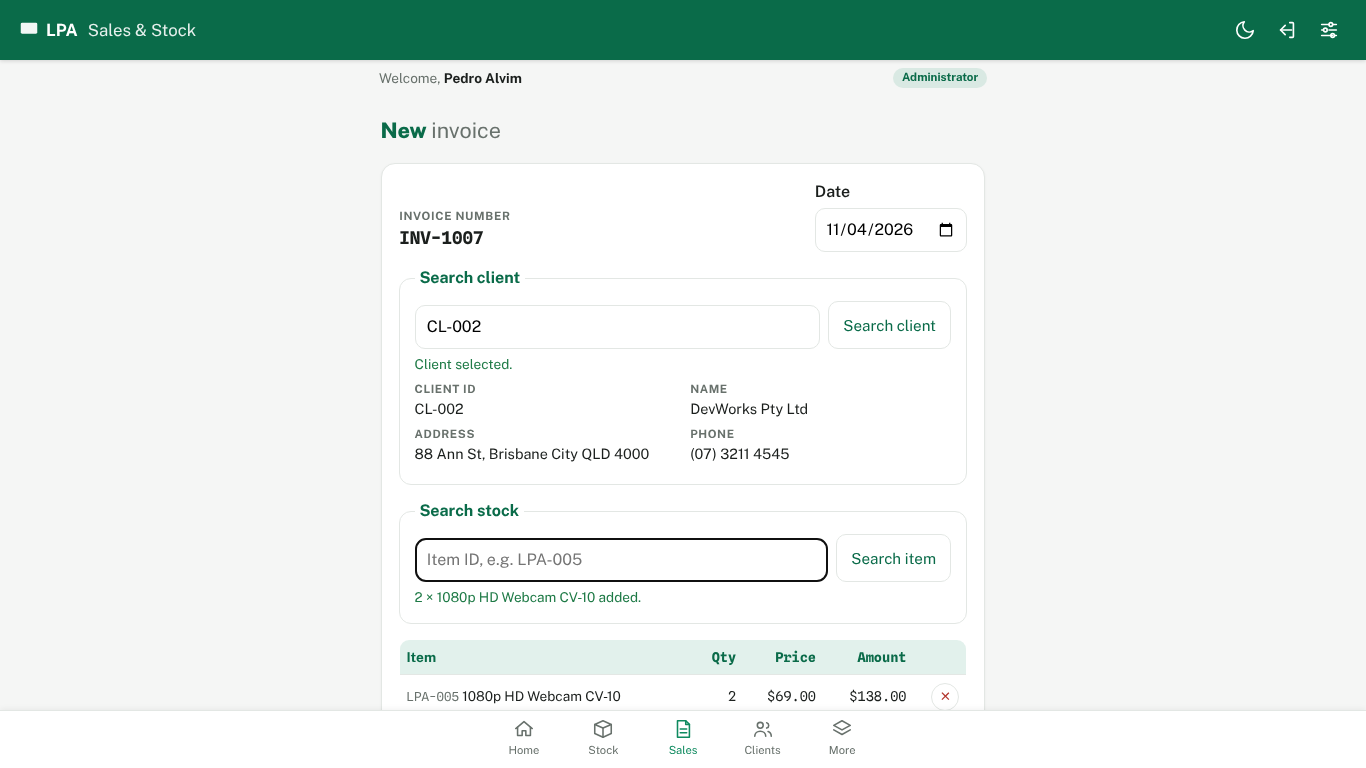 LPA Sales & Stock
Welcome, Pedro Alvim
Administrator
New invoice
Date
INVOICE NUMBER
INV-1007
11/04/2026
Search client
CL-002
Search client
Client selected.
CLIENT ID
NAME
CL-002
DevWorks Pty Ltd
ADDRESS
PHONE
88 Ann St, Brisbane City QLD 4000
(07) 3211 4545
Search stock
Item ID, e.g. LPA-005
Search item
2 × 1080p HD Webcam CV-10 added.
Item Qty Price Amount
LPA-005 1080p HD Webcam CV-10 2 $69.00 $138.00 ×
Home Stock Sales Clients More